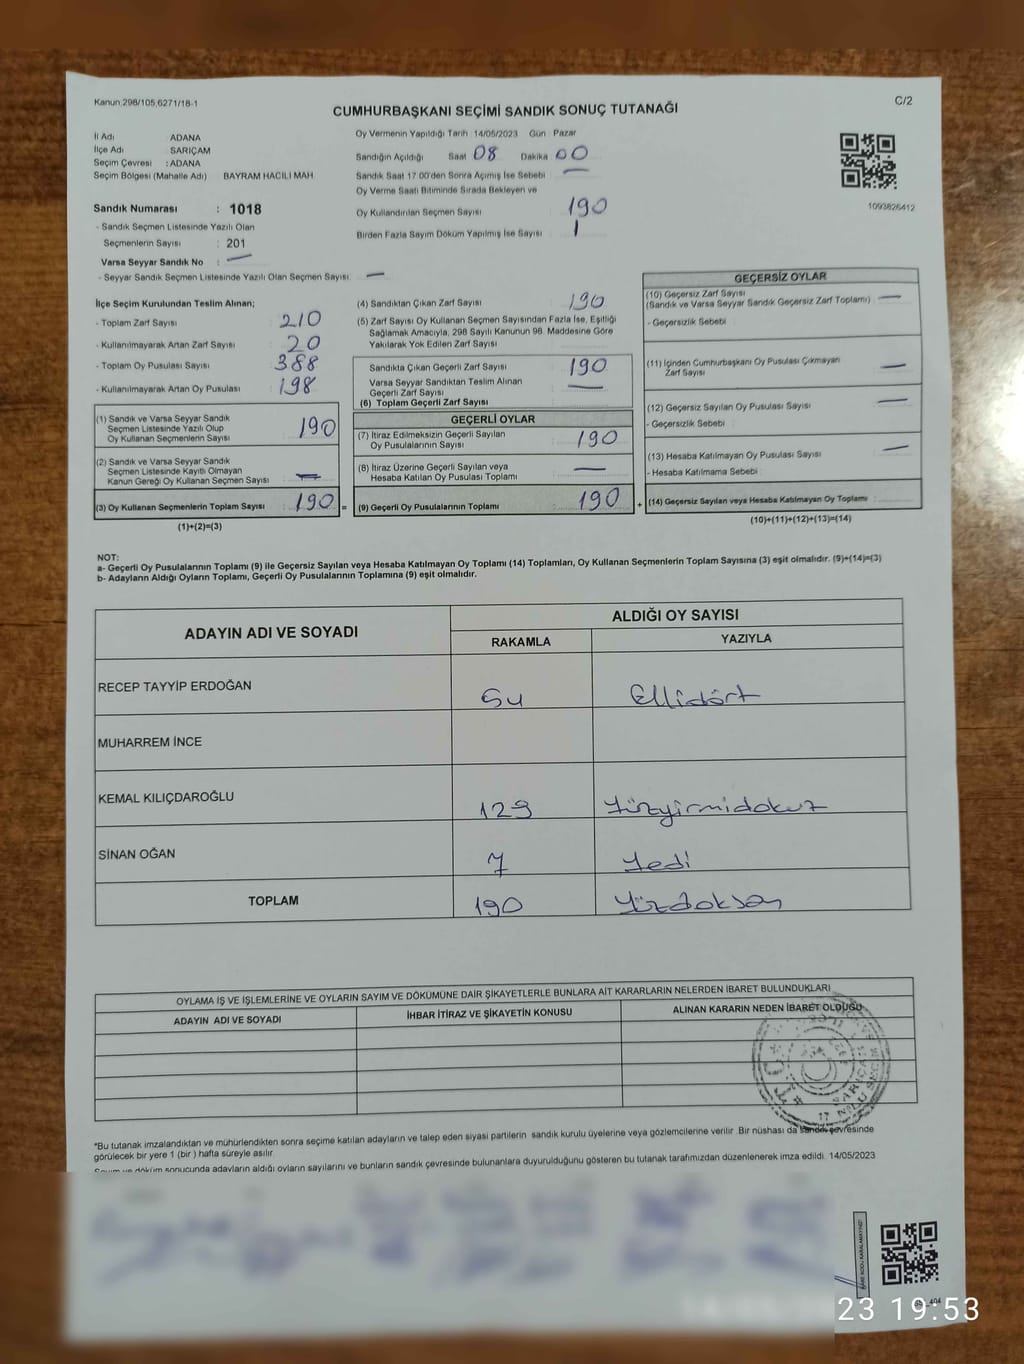 Kanun 298/105,6271/18-1
C/2
CUMHURBAŞKANI SEÇİMİ SANDIK SONUÇ TUTANAĞI
İl Adı ADANA
İlçe Adı SARIÇAM
Seçim Çevresi : ADANA
Seçim Bölgesi (Mahalle Adı) BAYRAM HACILI MAH
Sandık Numarası : 1018
- Sandık Seçmen Listesinde Yazılı Olan
Seçmenlerin Sayısı : 201
Varsa Seyyar Sandık No : —
- Seyyar Sandık Seçmen Listesinde Yazılı Olan Seçmen Sayısı: —
Oy Vermenin Yapıldığı Tarih 14/05/2023 Gün Pazar
Sandığın Açıldığı Saat 08 Dakika 00
Sandık Saat 17 00'den Sonra Açımış İse Sebebi —
Oy Verme Saati Bitiminde Sırada Bekleyen ve
Oy Kullandırılan Seçmen Sayısı 190
Birden Fazla Sayım Döküm Yapılmış İse Sayısı 1
1093826412
İlçe Seçim Kurulundan Teslim Alınan;
- Toplam Zarf Sayısı 210
- Kullanılmayarak Artan Zarf Sayısı 20
- Toplam Oy Pusulası Sayısı 388
- Kullanılmayarak Artan Oy Pusulası 198
(1) Sandık ve Varsa Seyyar Sandık
Seçmen Listesinde Yazılı Olup
Oy Kullanan Seçmenlerin Sayısı 190
(2) Sandık ve Varsa Seyyar Sandık
Seçmen Listesinde Kayıtlı Olmayan
Kanun Gereği Oy Kullanan Seçmen Sayısı —
(3) Oy Kullanan Seçmenlerin Toplam Sayısı 190 =
(1)+(2)=(3)
(4) Sandıktan Çıkan Zarf Sayısı 190
(5) Zarf Sayısı Oy Kullanan Seçmen Sayısından Fazla İse, Eşitliği
Sağlamak Amacıyla, 298 Sayılı Kanunun 98. Maddesine Göre
Yakılarak Yok Edilen Zarf Sayısı
Sandıkta Çıkan Geçerli Zarf Sayısı 190
Varsa Seyyar Sandıktan Teslim Alınan
Geçerli Zarf Sayısı —
(6) Toplam Geçerli Zarf Sayısı
GEÇERLİ OYLAR
(7) İtiraz Edilmeksizin Geçerli Sayılan
Oy Pusulalarının Sayısı 190
(8) İtiraz Üzerine Geçerli Sayılan veya
Hesaba Katılan Oy Pusulası Toplamı —
(9) Geçerli Oy Pusulalarının Toplamı 190 +
GEÇERSİZ OYLAR
(10) Geçersiz Zarf Sayısı
(Sandık ve Varsa Seyyar Sandık Geçersiz Zarf Toplamı) —
- Geçersizlik Sebebi
(11) İçinden Cumhurbaşkanı Oy Pusulası Çıkmayan
Zarf Sayısı —
(12) Geçersiz Sayılan Oy Pusulası Sayısı —
- Geçersizlik Sebebi
(13) Hesaba Katılmayan Oy Pusulası Sayısı —
- Hesaba Katılmama Sebebi
(14) Geçersiz Sayılan veya Hesaba Katılmayan Oy Toplamı
(10)+(11)+(12)+(13)=(14)
NOT:
a- Geçerli Oy Pusulalarının Toplamı (9) ile Geçersiz Sayılan veya Hesaba Katılmayan Oy Toplamı (14) Toplamları, Oy Kullanan Seçmenlerin Toplam Sayısına (3) eşit olmalıdır. (9)+(14)=(3)
b- Adayların Aldığı Oyların Toplamı, Geçerli Oy Pusulalarının Toplamına (9) eşit olmalıdır.
ADAYIN ADI VE SOYADI
ALDIĞI OY SAYISI
RAKAMLA YAZIYLA
RECEP TAYYİP ERDOĞAN 54 Ellidört
MUHARREM İNCE
KEMAL KILIÇDAROĞLU 129 Yüzyirmidokuz
SİNAN OĞAN 7 Yedi
TOPLAM 190 Yüzdoksan
OYLAMA İŞ VE İŞLEMLERİNE VE OYLARIN SAYIM VE DÖKÜMÜNE DAİR ŞİKAYETLERLE BUNLARA AİT KARARLARIN NELERDEN İBARET BULUNDUKLARI
ADAYIN ADI VE SOYADI İHBAR İTİRAZ VE ŞİKAYETİN KONUSU ALINAN KARARIN NEDEN İBARET OLDUĞU
*Bu tutanak imzalandıktan ve mühürlendikten sonra seçime katılan adayların ve talep eden siyasi partilerin sandık kurulu üyelerine veya gözlemcilerine verilir .Bir nüshası da sandık çevresinde
görülecek bir yere 1 (bir ) hafta süreyle asılır.
Sayım ve döküm sonucunda adayların aldığı oyların sayılarını ve bunların sandık çevresinde bulunanlara duyurulduğunu gösteren bu tutanak tarafımızdan düzenlenerek imza edildi. 14/05/2023
23 19:53